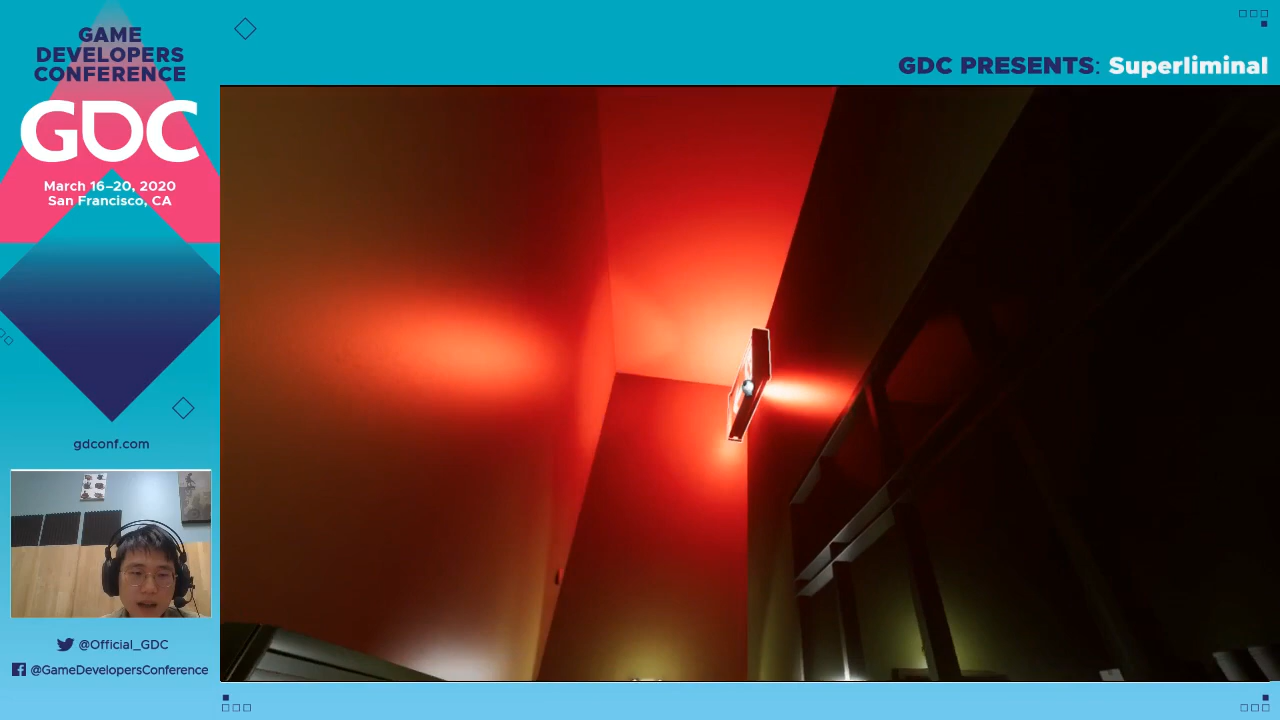 GAME
DEVELOPERS
CONFERENCE
GDC
March 16–20, 2020
San Francisco, CA
gdconf.com
@Official_GDC
@GameDevelopersConference
GDC PRESENTS: Superliminal